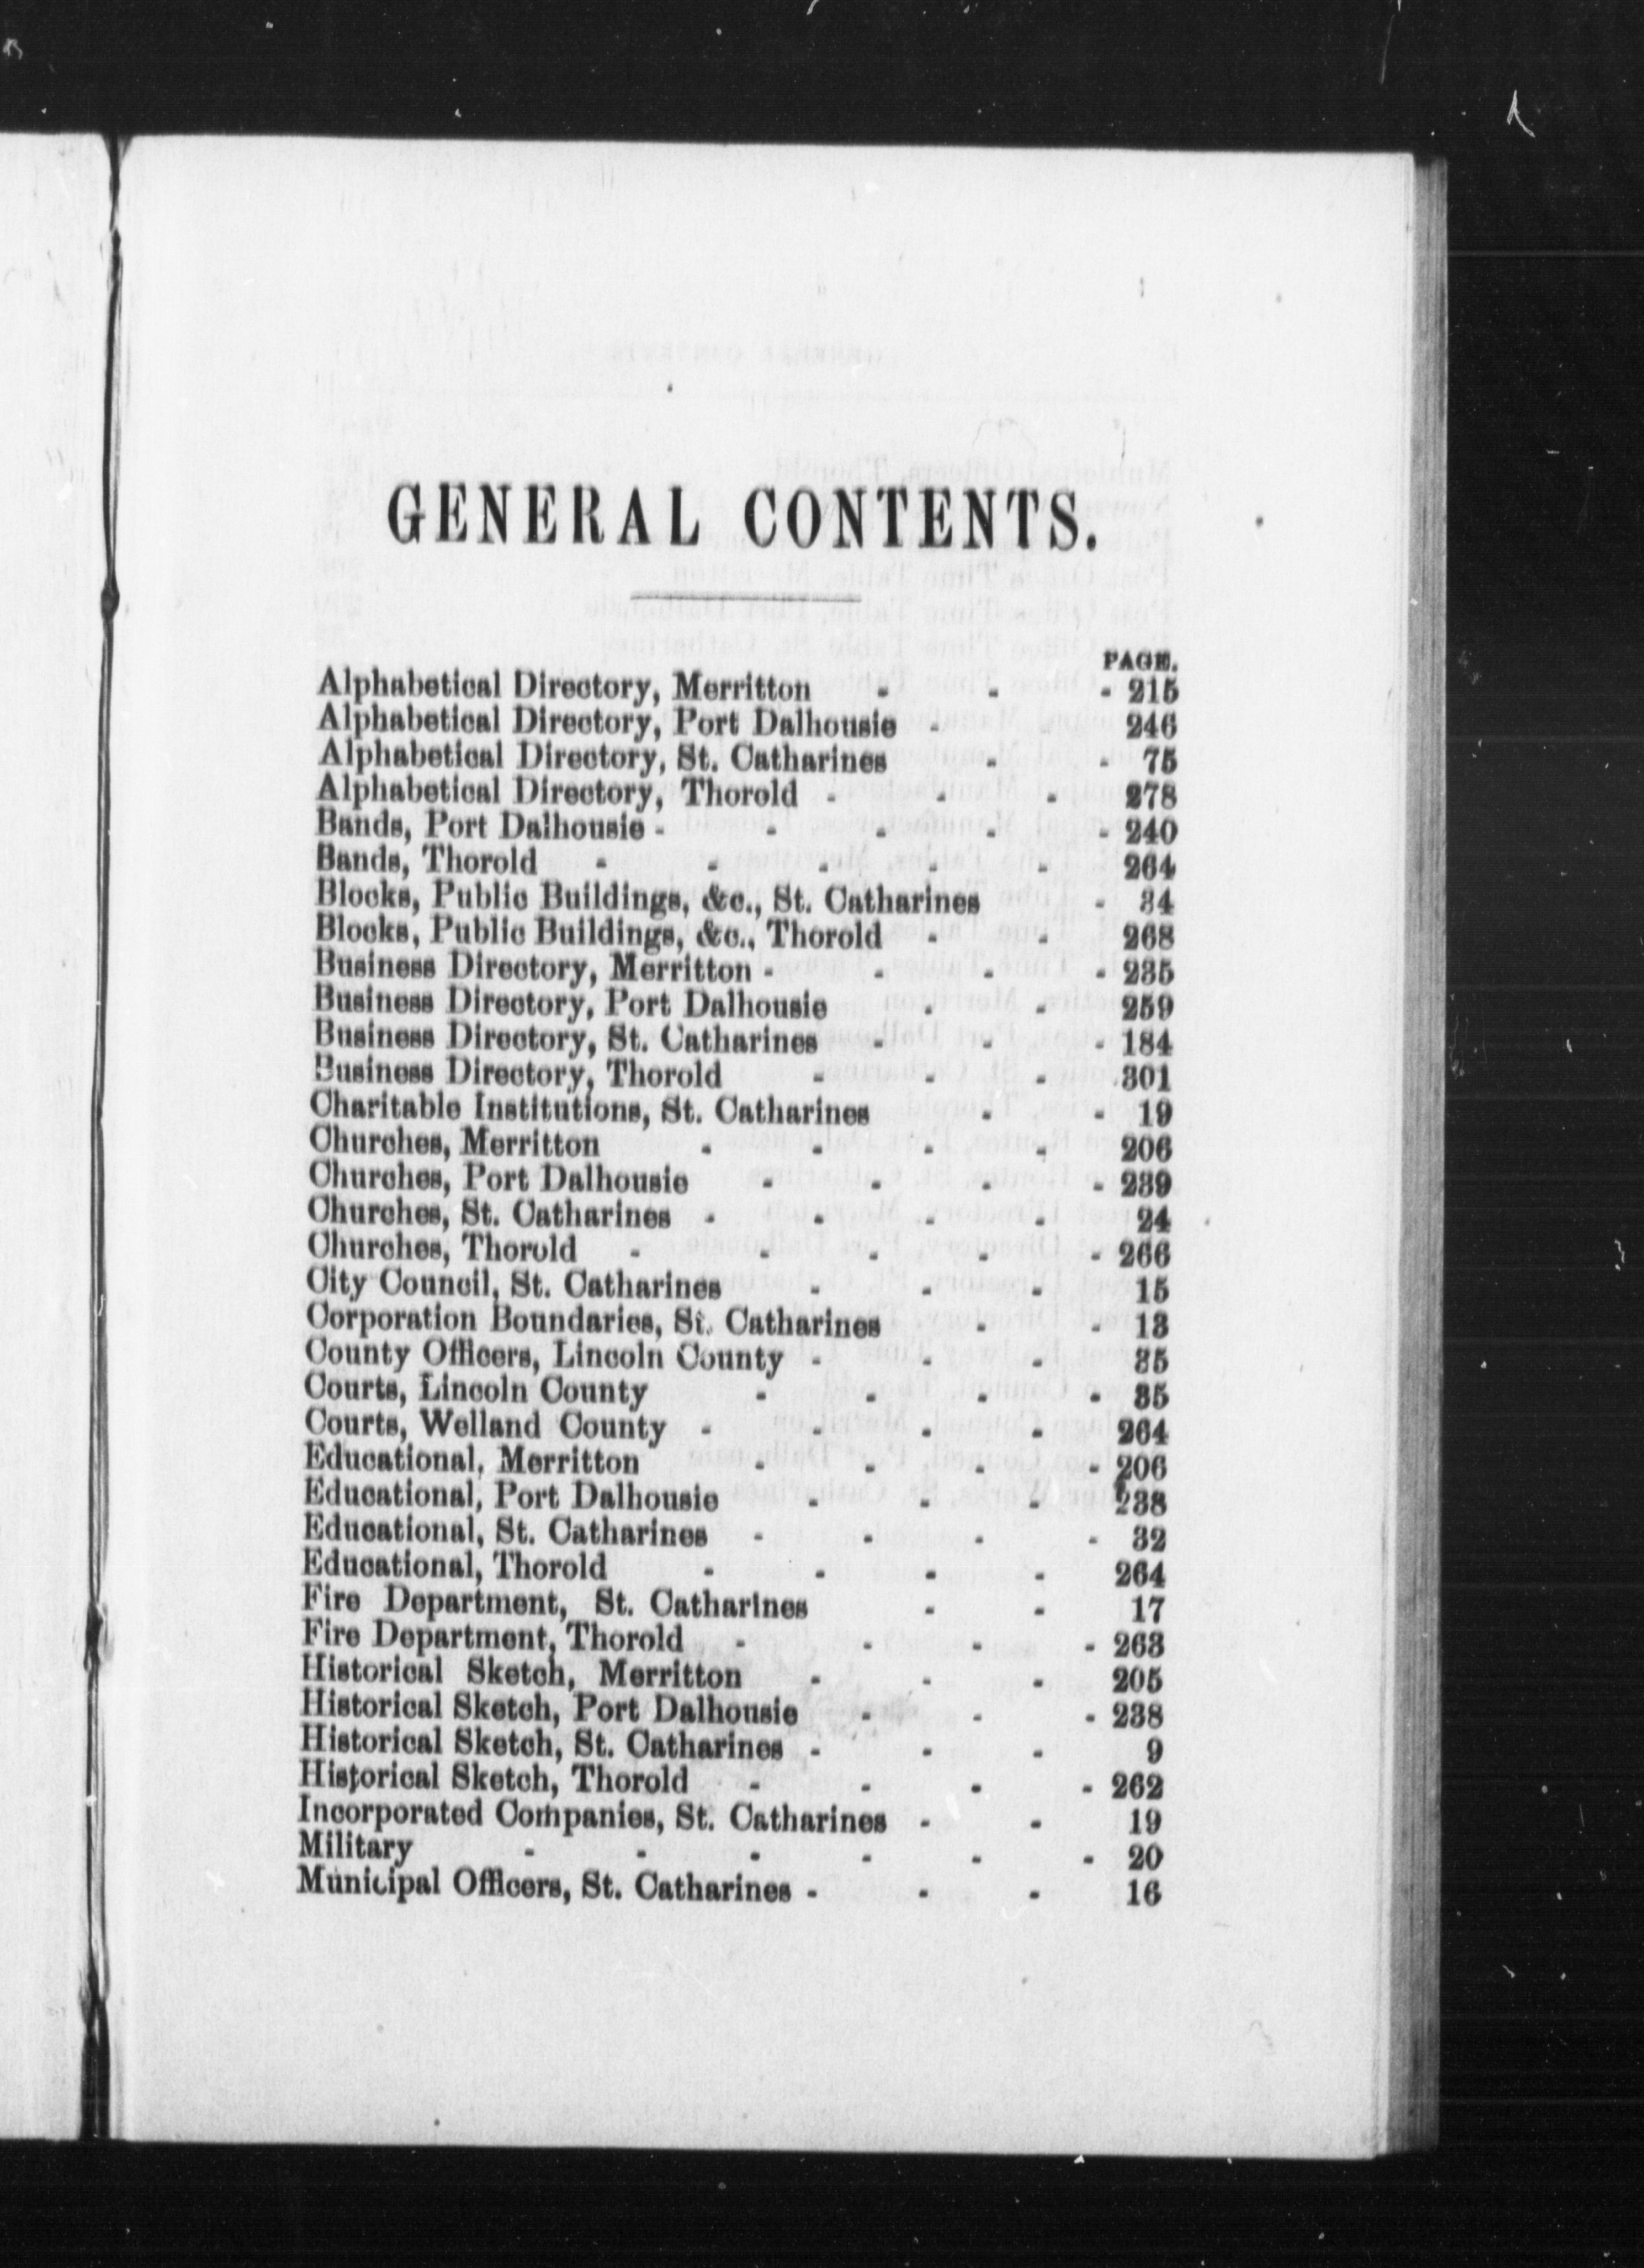 GENERAL CONTENTS.
PAGE.
Alphabetical Directory, Merritton - - - 215
Alphabetical Directory, Port Dalhousie - - 246
Alphabetical Directory, St. Catharines - - 75
Alphabetical Directory, Thorold - - - 278
Bands, Port Dalhousie - - - - - 240
Bands, Thorold - - - - - 264
Blocks, Public Buildings, &c., St. Catharines - 34
Blocks, Public Buildings, &c., Thorold - - 268
Business Directory, Merritton - - - - 235
Business Directory, Port Dalhousie - - 259
Business Directory, St. Catharines - - - 184
Business Directory, Thorold - - - 301
Charitable Institutions, St. Catharines - - 19
Churches, Merritton - - - - 206
Churches, Port Dalhousie - - - - 239
Churches, St. Catharines - - - - 24
Churches, Thorold - - - - - 266
City Council, St. Catharines - - - 15
Corporation Boundaries, St. Catharines - - 13
County Officers, Lincoln County - - - 35
Courts, Lincoln County - - - - 35
Courts, Welland County - - - - 264
Educational, Merritton - - - - 206
Educational, Port Dalhousie - - - 238
Educational, St. Catharines - - - - 32
Educational, Thorold - - - - 264
Fire Department, St. Catharines - - 17
Fire Department, Thorold - - - - 263
Historical Sketch, Merritton - - - 205
Historical Sketch, Port Dalhousie - - - 238
Historical Sketch, St. Catharines - - - 9
Historical Sketch, Thorold - - - - 262
Incorporated Companies, St. Catharines - - 19
Military - - - - - - 20
Municipal Officers, St. Catharines - - - 16